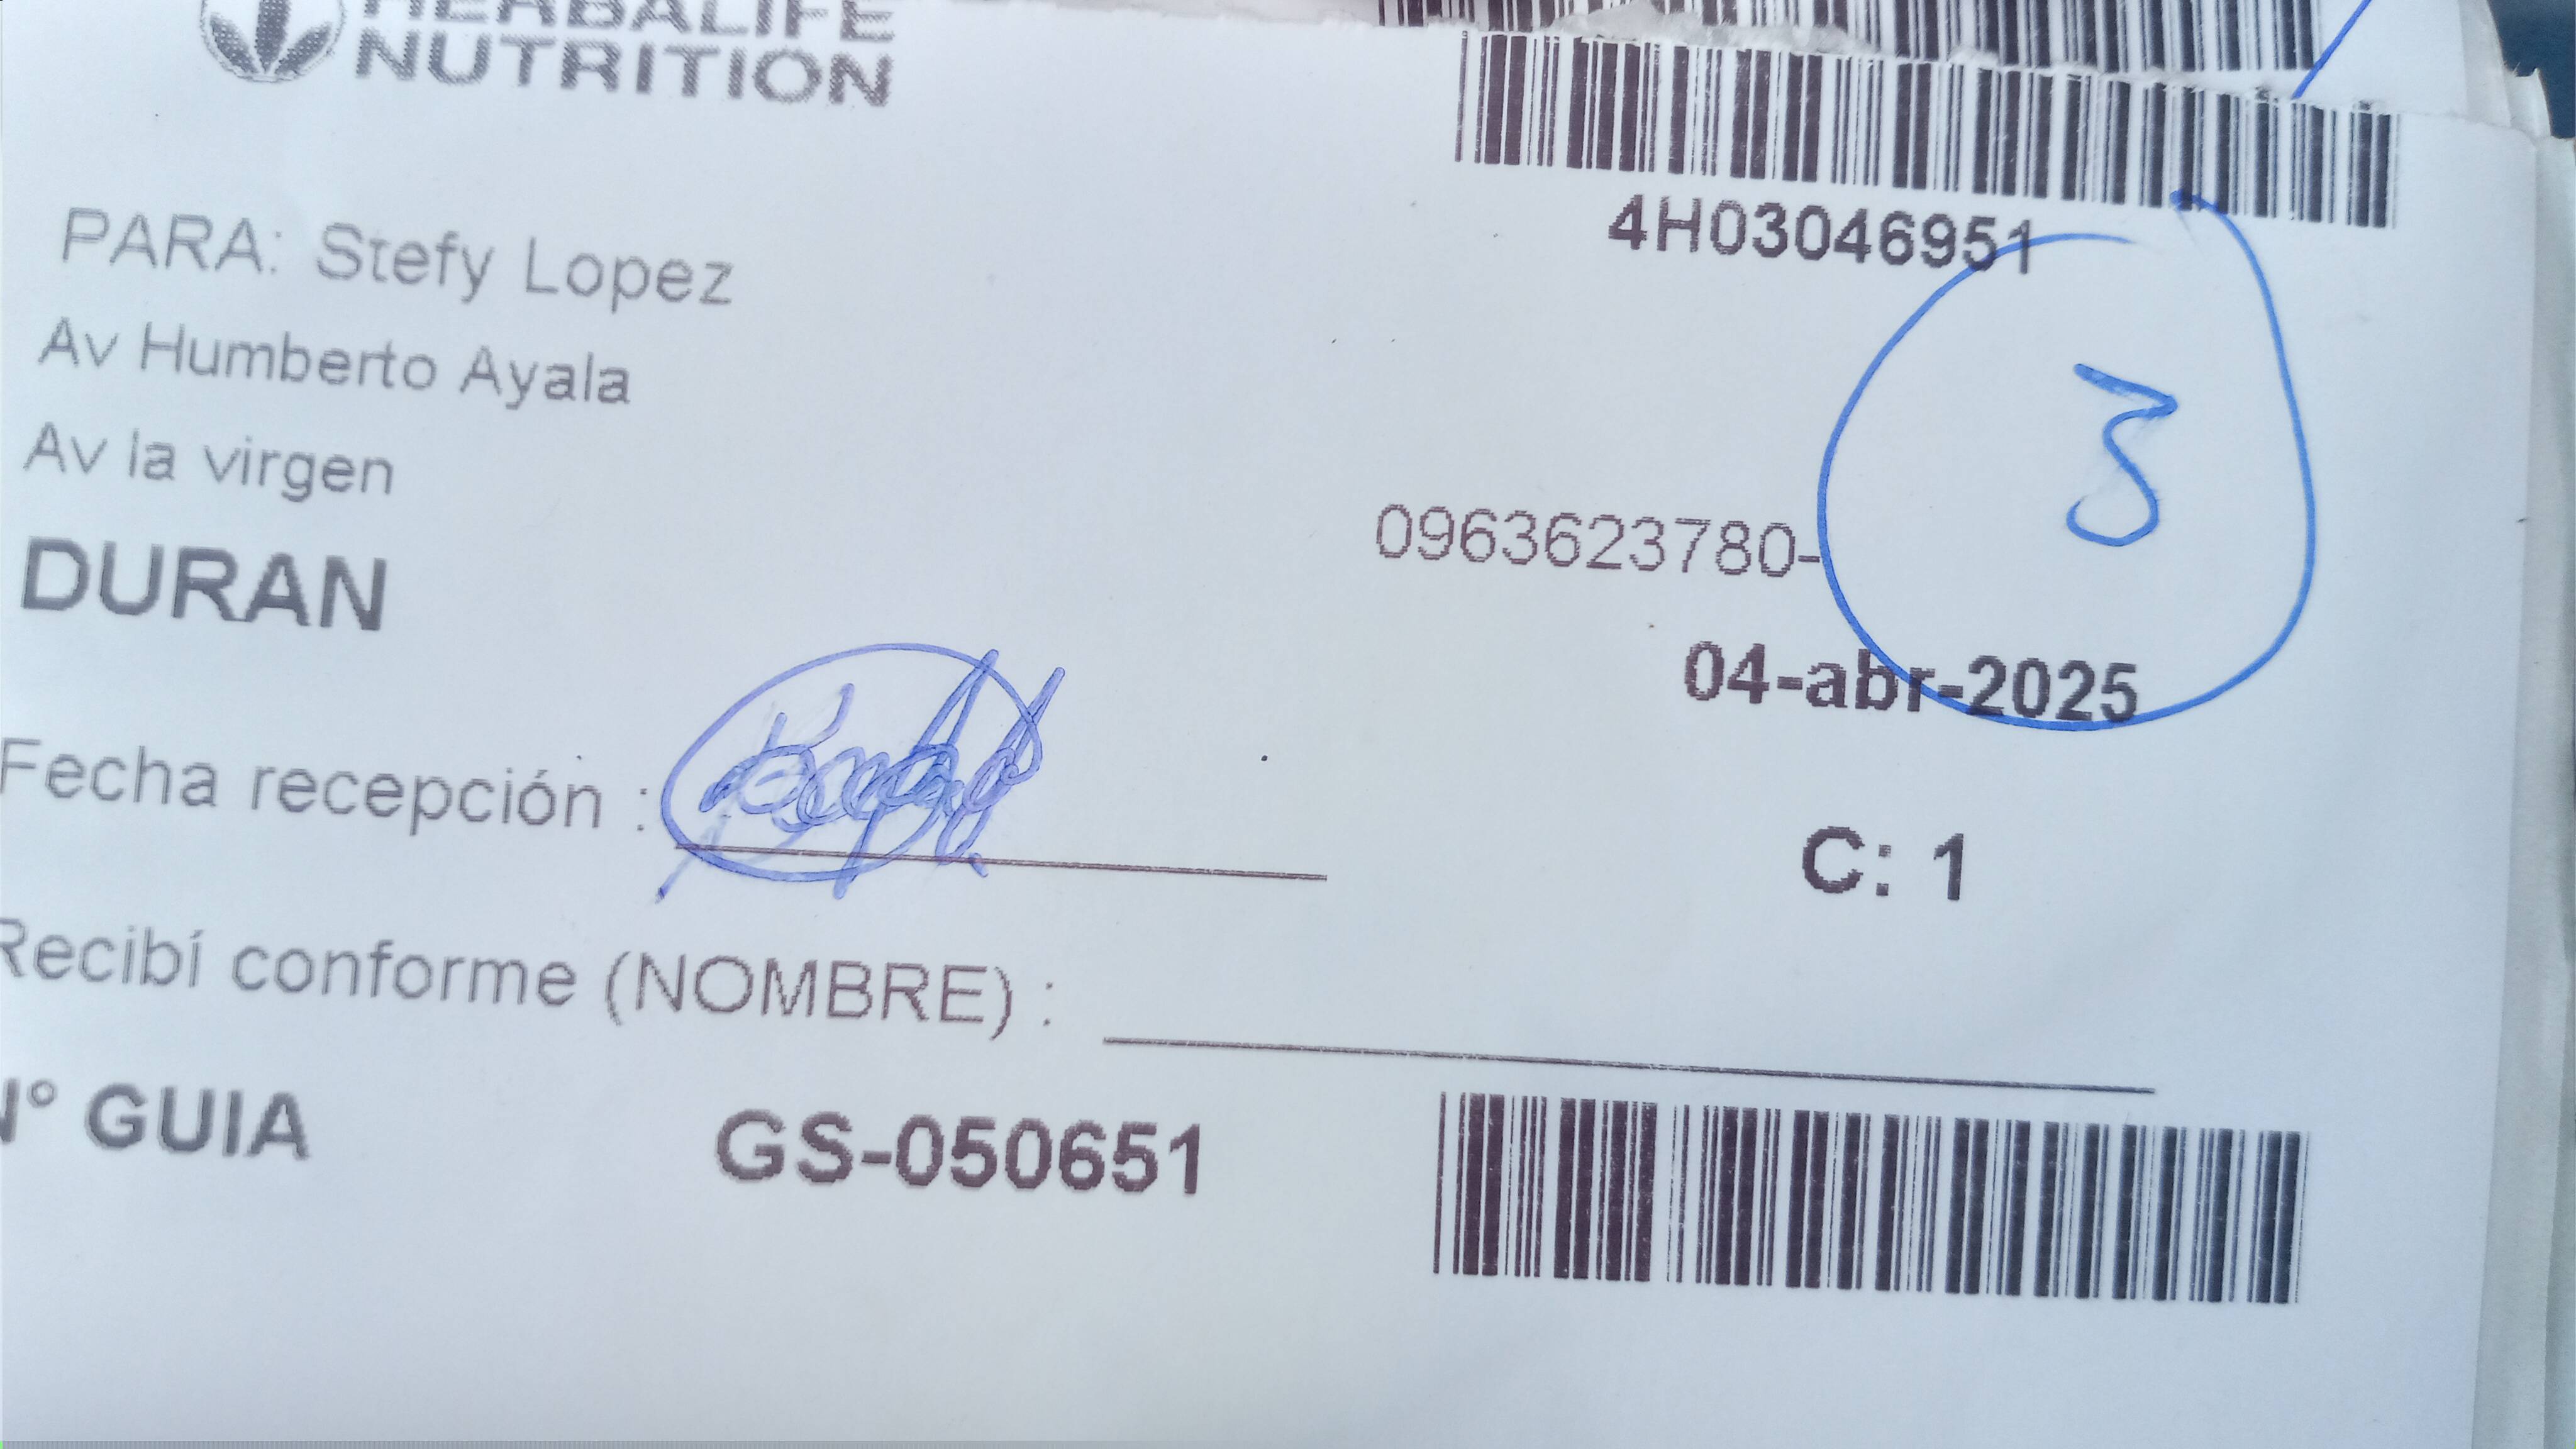 HERBALIFE
NUTRITION
4H03046951
PARA: Stefy Lopez
Av Humberto Ayala
Av la virgen
3
0963623780-
DURAN
04-abr-2025
Fecha recepción :
C: 1
Recibí conforme (NOMBRE) :
N° GUIA GS-050651